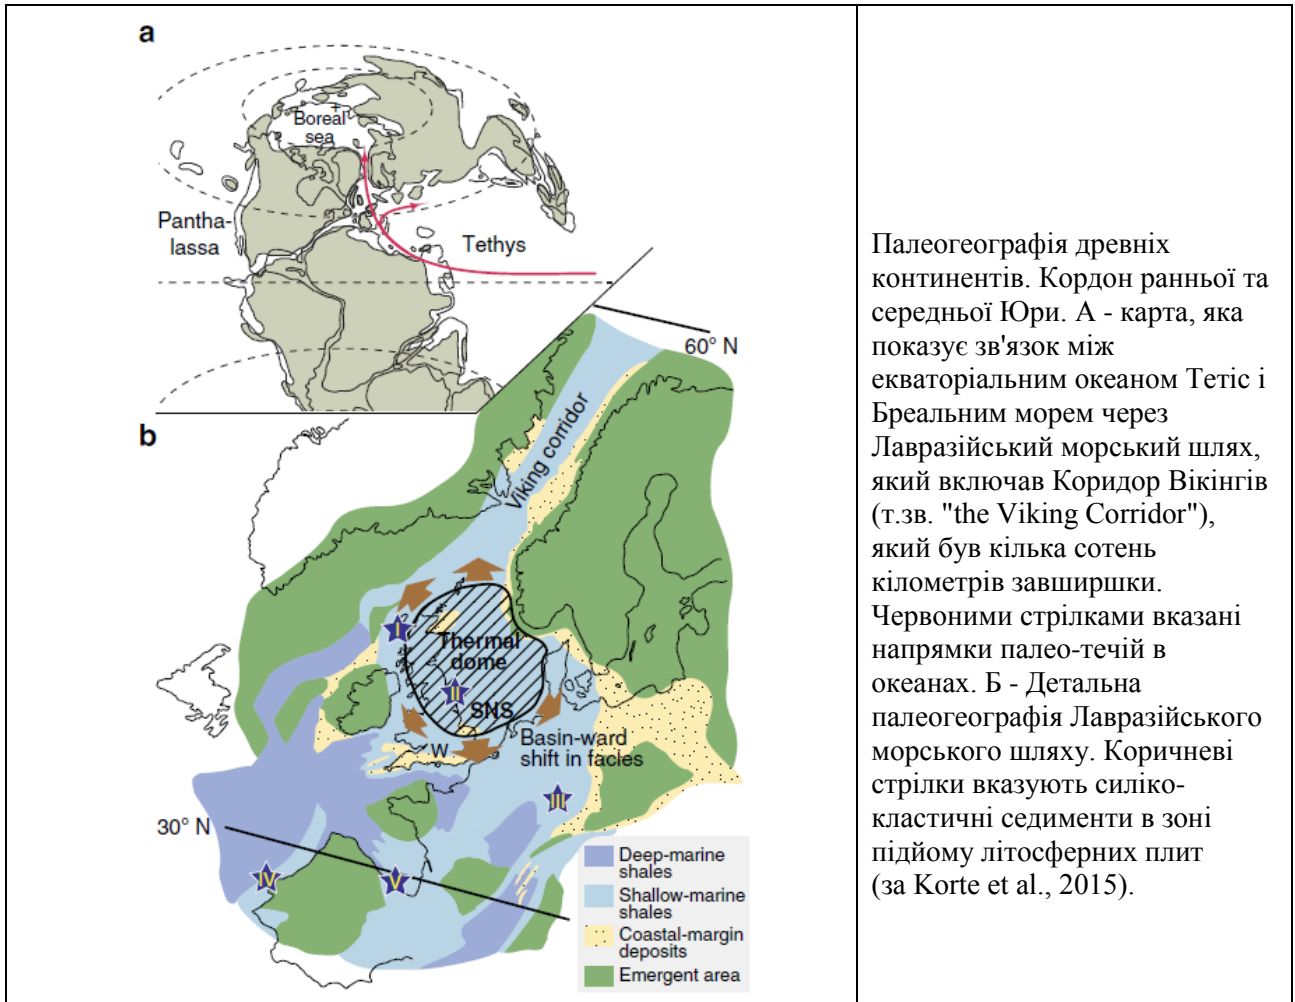 a
Boreal
sea
Pantha-
lassa
Tethys
60° N
b
Viking corridor
I
Thermal
dome
II
SNS
W
Basin-ward
shift in facies
III
30° N
IV
V
Deep-marine
shales
Shallow-marine
shales
Coastal-margin
deposits
Emergent area
Палеогеографія древніх
континентів. Кордон ранньої та
середньої Юри. А - карта, яка
показує зв'язок між
екваторіальним океаном Тетіс і
Бреальним морем через
Лавразійський морський шлях,
який включав Коридор Вікінгів
(т.зв. "the Viking Corridor"),
який був кілька сотень
кілометрів завширшки.
Червоними стрілками вказані
напрямки палео-течій в
океанах. Б - Детальна
палеогеографія Лавразійського
морського шляху. Коричневі
стрілки вказують силіко-
кластичні седименти в зоні
підйому літосферних плит
(за Korte et al., 2015).